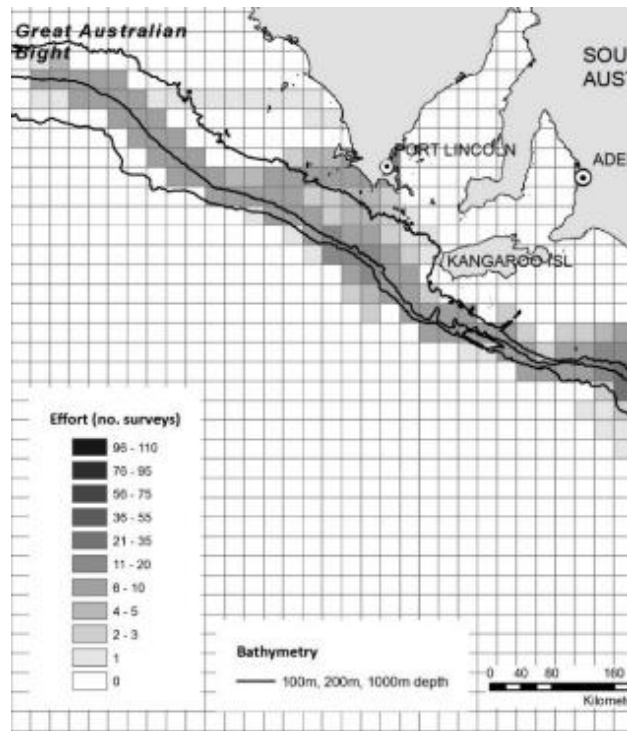 Great Australian
Bight
SOU
AUS
PORT LINCOLN
ADE
KANGAROO ISL
Effort (no. surveys)
96 - 110
76 - 95
56 - 75
36 - 55
21 - 35
11 - 20
6 - 10
4 - 5
2 - 3
1
0
Bathymetry
100m, 200m, 1000m depth
0 40 80 160
Kilomet